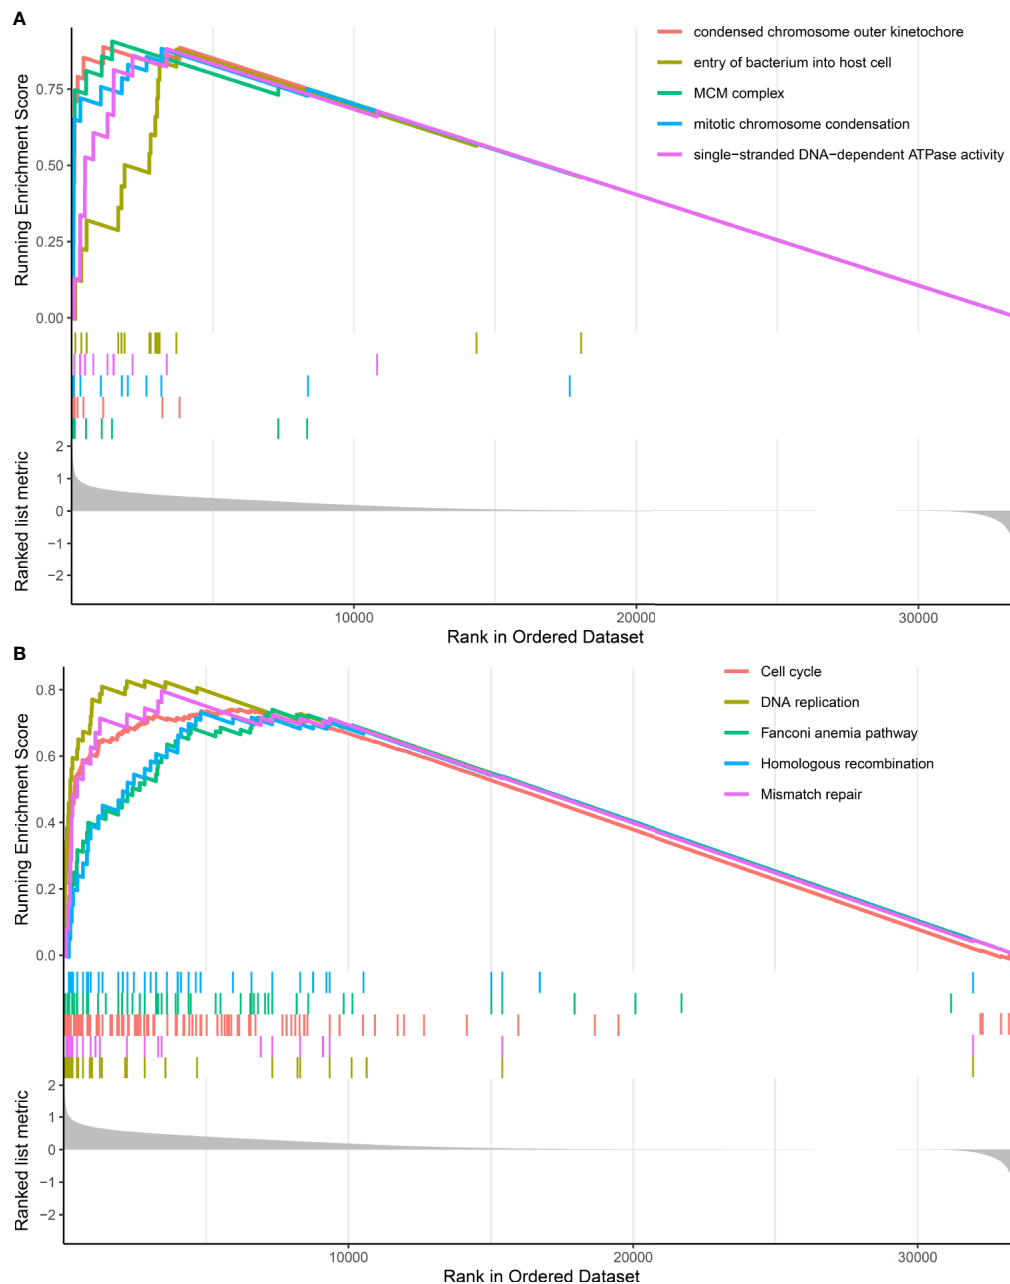 A
condensed chromosome outer kinetochore
entry of bacterium into host cell
MCM complex
mitotic chromosome condensation
single−stranded DNA−dependent ATPase activity
Running Enrichment Score
0.75
0.50
0.25
0.00
Ranked list metric
2
1
0
−1
−2
10000
20000
30000
Rank in Ordered Dataset
B
Cell cycle
DNA replication
Fanconi anemia pathway
Homologous recombination
Mismatch repair
Running Enrichment Score
0.8
0.6
0.4
0.2
0.0
Ranked list metric
2
1
0
−1
−2
10000
20000
30000
Rank in Ordered Dataset